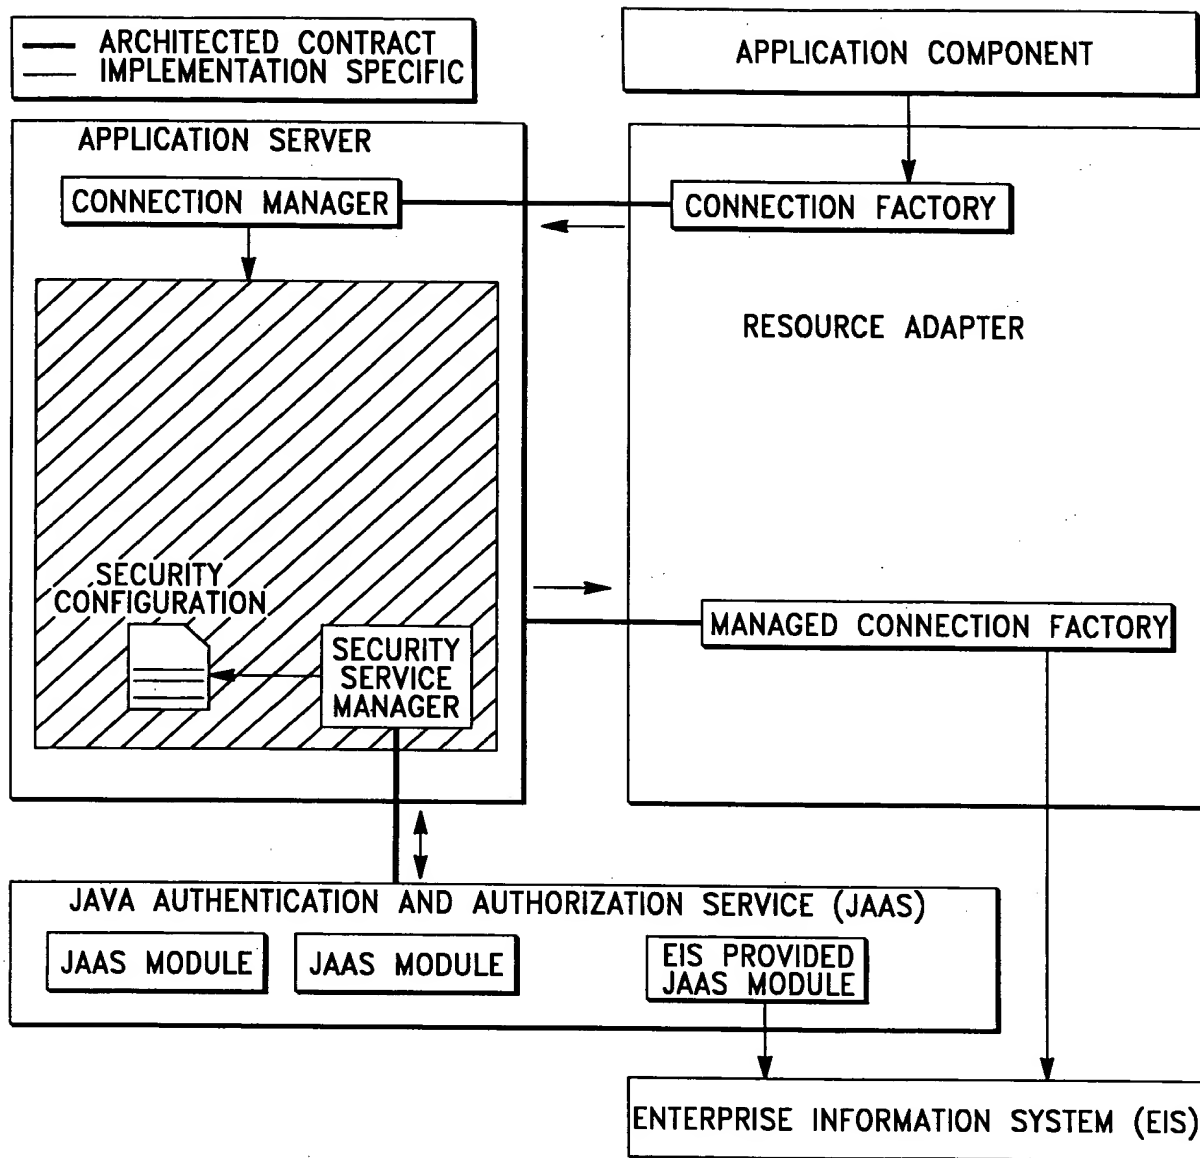 ARCHITECTED CONTRACT
IMPLEMENTATION SPECIFIC
APPLICATION COMPONENT
APPLICATION SERVER
CONNECTION MANAGER
CONNECTION FACTORY
RESOURCE ADAPTER
SECURITY
CONFIGURATION
SECURITY
SERVICE
MANAGER
MANAGED CONNECTION FACTORY
JAVA AUTHENTICATION AND AUTHORIZATION SERVICE (JAAS)
JAAS MODULE
JAAS MODULE
EIS PROVIDED
JAAS MODULE
ENTERPRISE INFORMATION SYSTEM (EIS)